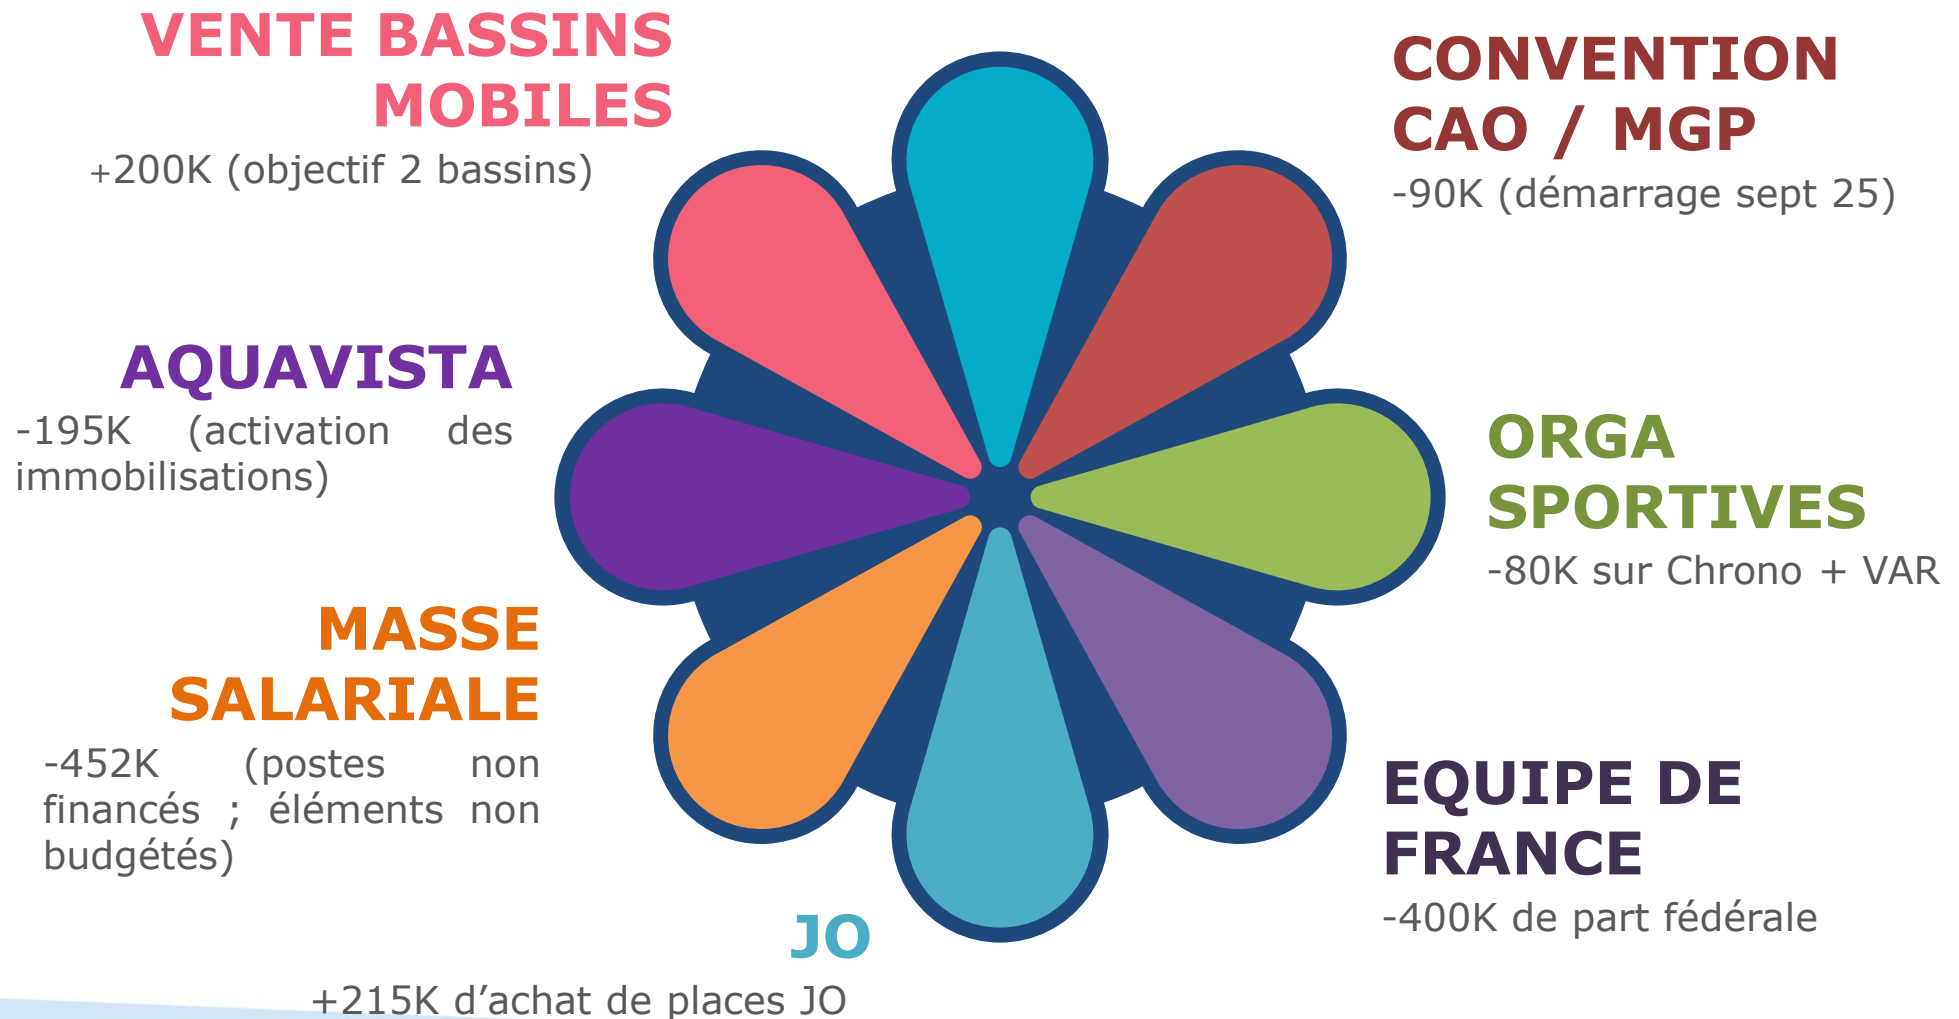 VENTE BASSINS
MOBILES
+200K (objectif 2 bassins)
CONVENTION
CAO / MGP
-90K (démarrage sept 25)
AQUAVISTA
-195K (activation des
immobilisations)
ORGA
SPORTIVES
-80K sur Chrono + VAR
MASSE
SALARIALE
-452K (postes non
financés ; éléments non
budgétés)
EQUIPE DE
FRANCE
-400K de part fédérale
JO
+215K d’achat de places JO